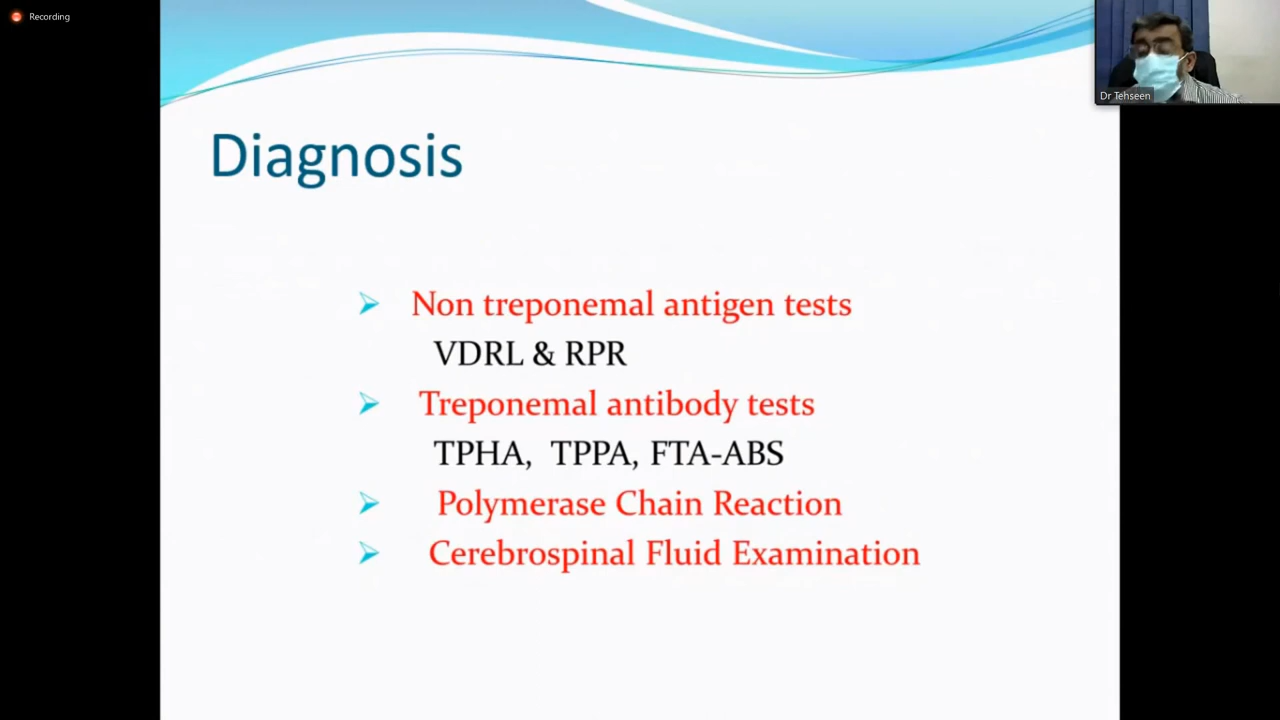 Recording
Dr Tehseen
Diagnosis
Non treponemal antigen tests
VDRL & RPR
Treponemal antibody tests
TPHA, TPPA, FTA-ABS
Polymerase Chain Reaction
Cerebrospinal Fluid Examination